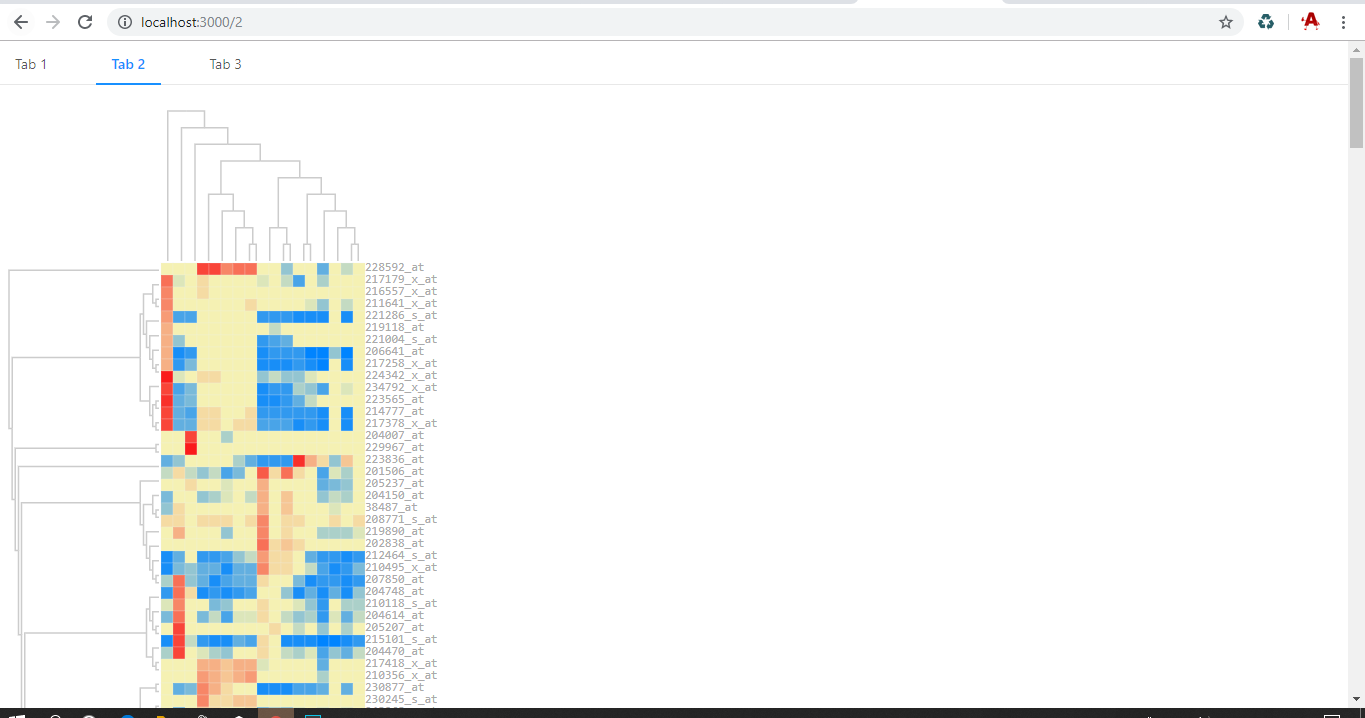 localhost:3000/2
Tab 1 Tab 2 Tab 3
228592_at
217179_x_at
216557_x_at
211641_x_at
221286_s_at
219118_at
221004_s_at
206641_at
217258_x_at
224342_x_at
234792_x_at
223565_at
214777_at
217378_x_at
204007_at
229967_at
223836_at
201506_at
205237_at
204150_at
38487_at
208771_s_at
219890_at
202838_at
212464_s_at
210495_x_at
207850_at
204748_at
210118_s_at
204614_at
205207_at
215101_s_at
204470_at
217418_x_at
210356_x_at
230877_at
230245_s_at